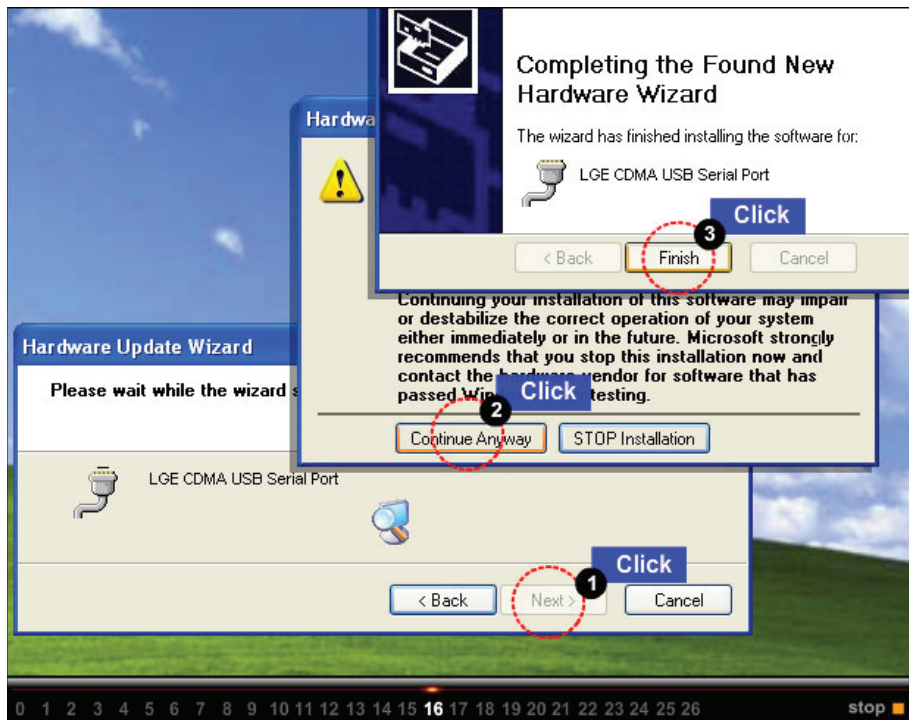 Completing the Found New
Hardware Wizard
The wizard has finished installing the software for:
LGE CDMA USB Serial Port
Click
3
< Back
Finish
Cancel
Continuing your installation of this software may impair
or destabilize the correct operation of your system
either immediately or in the future. Microsoft strongly
recommends that you stop this installation now and
contact the hardware vendor for software that has
passed testing.
Click
2
Continue Anyway
STOP Installation
Hardware Update Wizard
Please wait while the wizard
LGE CDMA USB Serial Port
Click
1
< Back
Next >
Cancel
0 1 2 3 4 5 6 7 8 9 10 11 12 13 14 15 16 17 18 19 20 21 22 23 24 25 26
stop